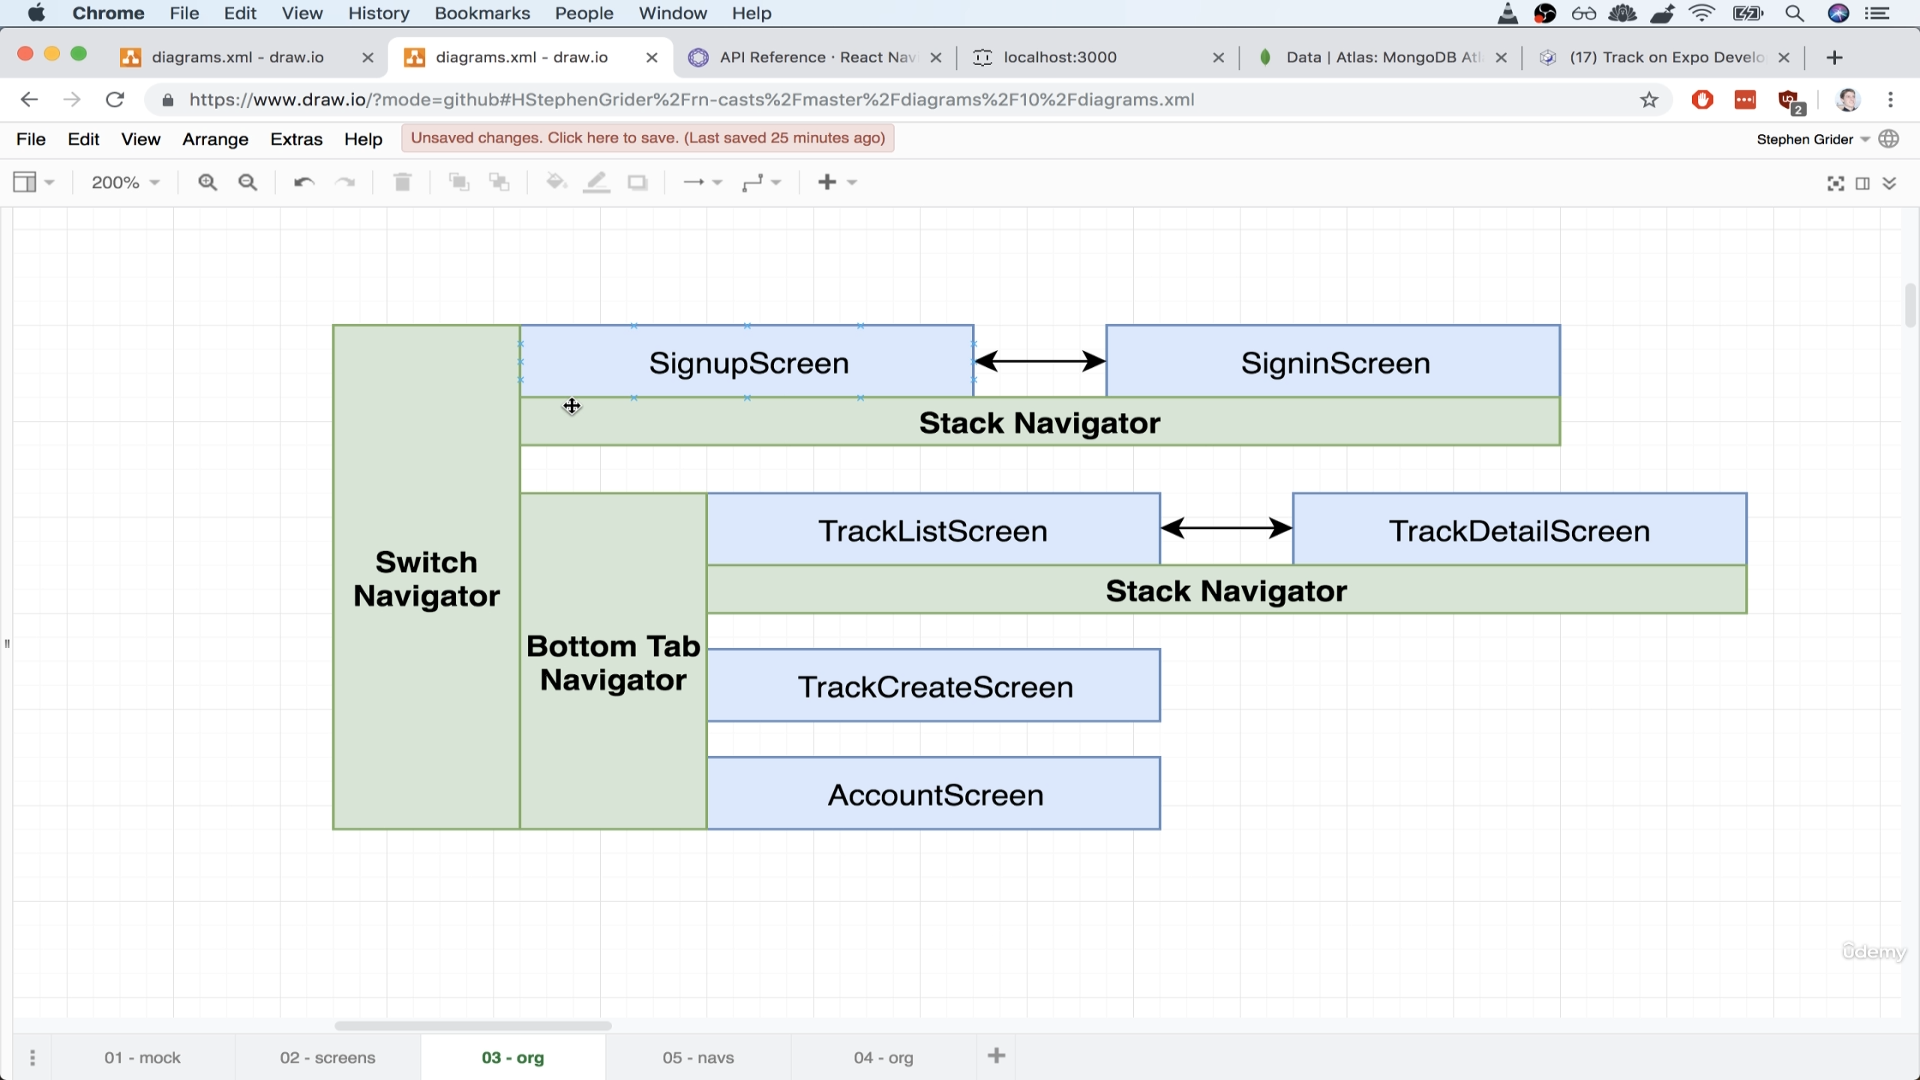 Chrome File Edit View History Bookmarks People Window Help
diagrams.xml - draw.io
diagrams.xml - draw.io
API Reference · React Nav
localhost:3000
Data | Atlas: MongoDB Atl
(17) Track on Expo Develo
https://www.draw.io/?mode=github#HStephenGrider%2Frn-casts%2Fmaster%2Fdiagrams%2F10%2Fdiagrams.xml
2
File Edit View Arrange Extras Help
Unsaved changes. Click here to save. (Last saved 25 minutes ago)
Stephen Grider
200%
SignupScreen
SigninScreen
Stack Navigator
Switch
Navigator
Bottom Tab
Navigator
TrackListScreen
TrackDetailScreen
Stack Navigator
TrackCreateScreen
AccountScreen
ûdemy
01 - mock
02 - screens
03 - org
05 - navs
04 - org